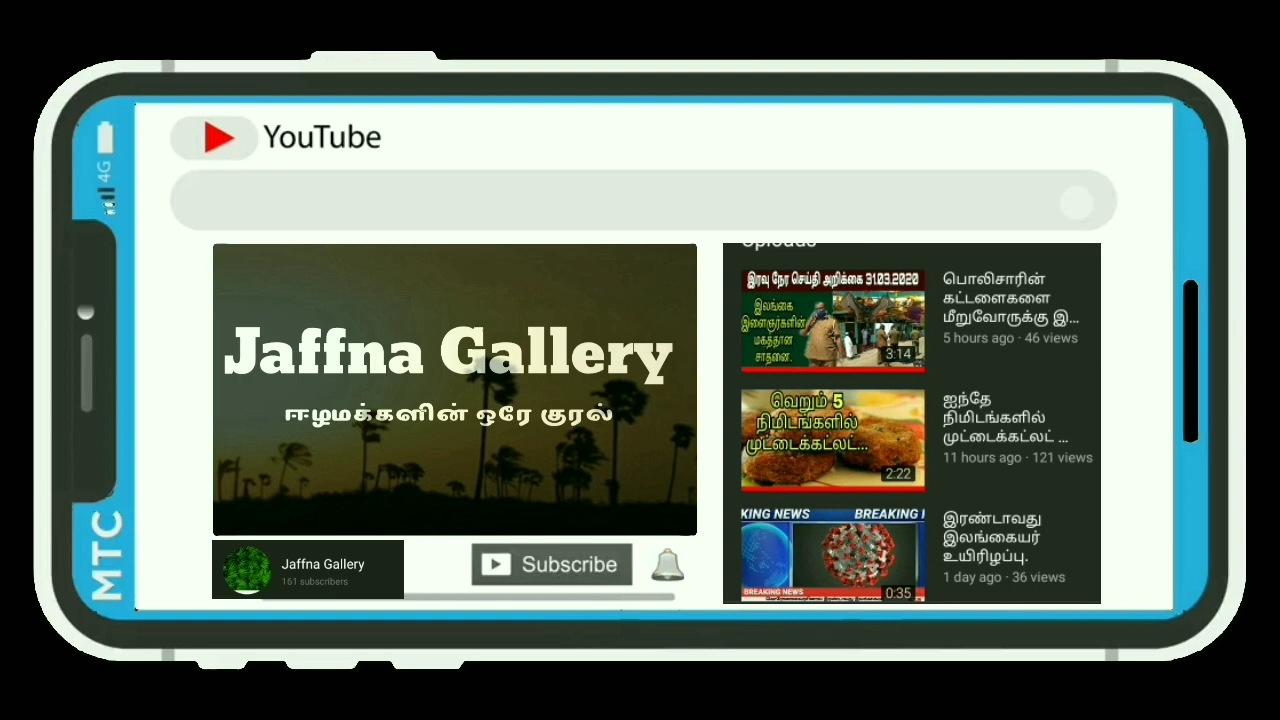 4G
MTC
YouTube
Jaffna Gallery
ஈழமக்களின் ஒரே குரல்
Jaffna Gallery
161 subscribers
Subscribe
Uploads
இரவு நேர செய்தி அறிக்கை 31.03.2020
இலங்கை
இளைஞர்களின்
மகத்தான
சாதனை.
3:14
பொலிசாரின்
கட்டளைகளை
மீறுவோருக்கு இ...
5 hours ago · 46 views
வெறும் 5
நிமிடங்களில்
முட்டைக்கட்லட்...
2:22
ஐந்தே
நிமிடங்களில்
முட்டைக்கட்லட் ...
11 hours ago · 121 views
KING NEWS BREAKING
BREAKING NEWS
0:35
இரண்டாவது
இலங்கையர்
உயிரிழப்பு.
1 day ago · 36 views